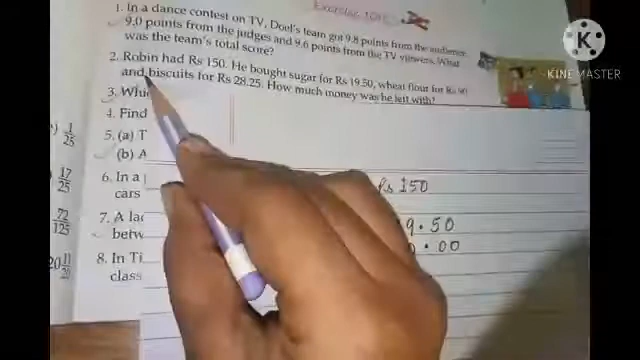 Exercise 10H
1. In a dance contest on TV, Doel's team got 9.8 points from the audience
9.0 points from the judges and 9.6 points from the TV viewers. What
was the team's total score?
2. Robin had Rs 150. He bought sugar for Rs 19.50, wheat flour for Rs 90
and biscuits for Rs 28.25. How much money was he left with?
3.
4. Find
5. (a) T
(b) A
6. In a
cars
7. A la
betw
8. In Ti
class
1/25
17/25
72/125
20 11/20
Rs 150
9.50
0.00
K
KINEMASTER